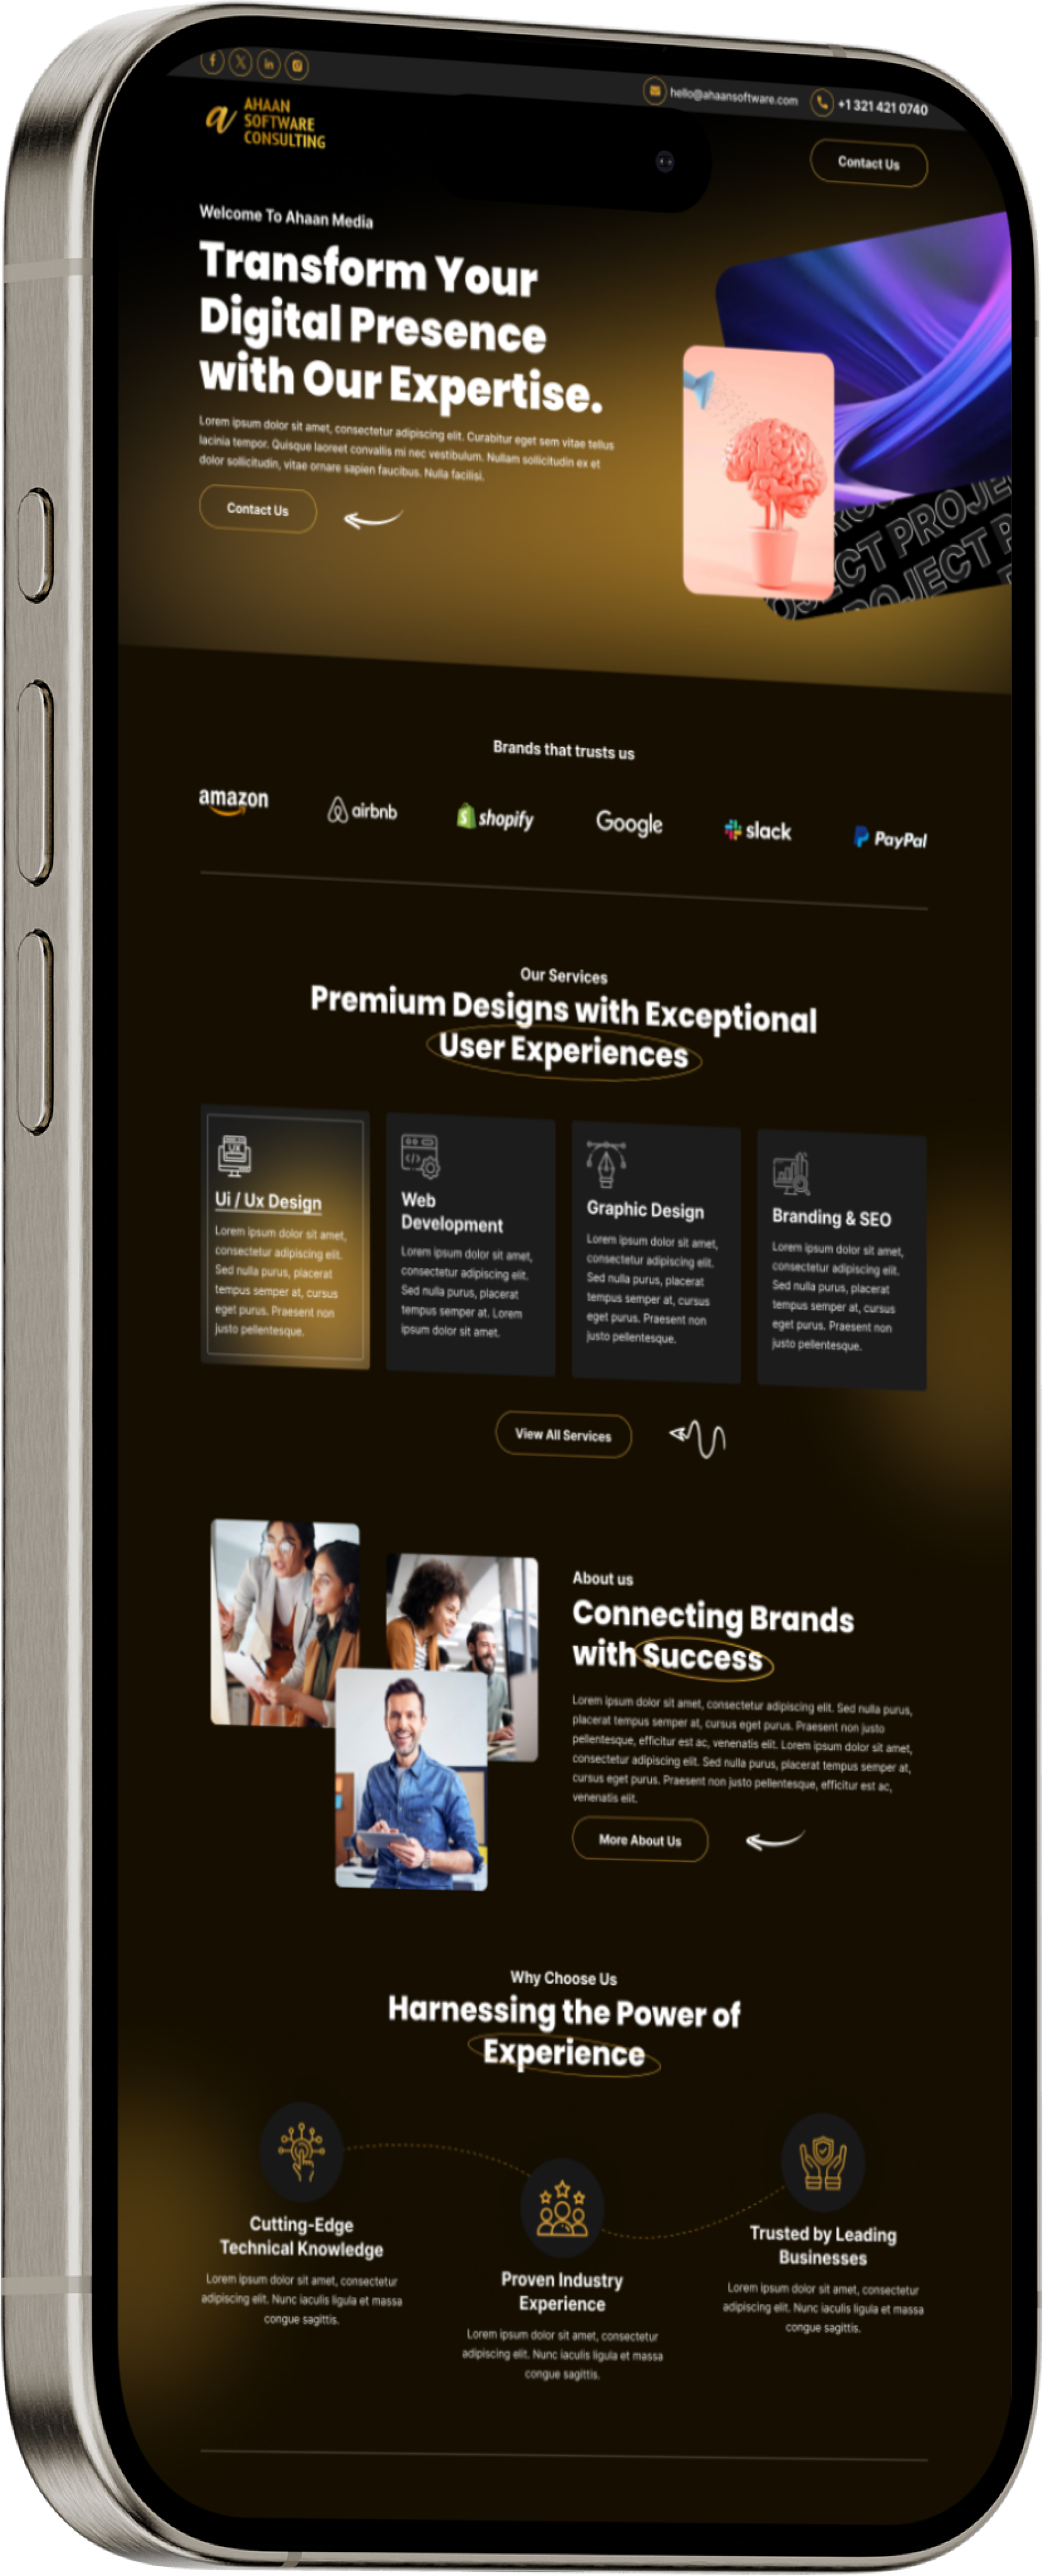 hello@ahaansoftware.com
+1 321 421 0740
a
AHAAN
SOFTWARE
CONSULTING
Contact Us
Welcome To Ahaan Media
Transform Your
Digital Presence
with Our Expertise.
Lorem ipsum dolor sit amet, consectetur adipiscing elit. Curabitur eget sem vitae tellus
lacinia tempor. Quisque laoreet convallis mi nec vestibulum. Nullam sollicitudin ex et
dolor sollicitudin, vitae ornare sapien faucibus. Nulla facilisi.
Contact Us
CT PROJE
OJECT P
ROJECT
Brands that trusts us
amazon
airbnb
shopify
Google
slack
PayPal
Our Services
Premium Designs with Exceptional
User Experiences
UX
Ui / Ux Design
Lorem ipsum dolor sit amet,
consectetur adipiscing elit.
Sed nulla purus, placerat
tempus semper at, cursus
eget purus. Praesent non
justo pellentesque.
Web
Development
Lorem ipsum dolor sit amet,
consectetur adipiscing elit.
Sed nulla purus, placerat
tempus semper at. Lorem
ipsum dolor sit amet.
Graphic Design
Lorem ipsum dolor sit amet,
consectetur adipiscing elit.
Sed nulla purus, placerat
tempus semper at, cursus
eget purus. Praesent non
justo pellentesque.
Branding & SEO
Lorem ipsum dolor sit amet,
consectetur adipiscing elit.
Sed nulla purus, placerat
tempus semper at, cursus
eget purus. Praesent non
justo pellentesque.
View All Services
About us
Connecting Brands
with Success
Lorem ipsum dolor sit amet, consectetur adipiscing elit. Sed nulla purus,
placerat tempus semper at, cursus eget purus. Praesent non justo
pellentesque, efficitur est ac, venenatis elit. Lorem ipsum dolor sit amet,
consectetur adipiscing elit. Sed nulla purus, placerat tempus semper at,
cursus eget purus. Praesent non justo pellentesque, efficitur est ac,
venenatis elit.
More About Us
Why Choose Us
Harnessing the Power of
Experience
Cutting-Edge
Technical Knowledge
Lorem ipsum dolor sit amet, consectetur
adipiscing elit. Nunc iaculis ligula et massa
congue sagittis.
Proven Industry
Experience
Lorem ipsum dolor sit amet, consectetur
adipiscing elit. Nunc iaculis ligula et massa
congue sagittis.
Trusted by Leading
Businesses
Lorem ipsum dolor sit amet, consectetur
adipiscing elit. Nunc iaculis ligula et massa
congue sagittis.